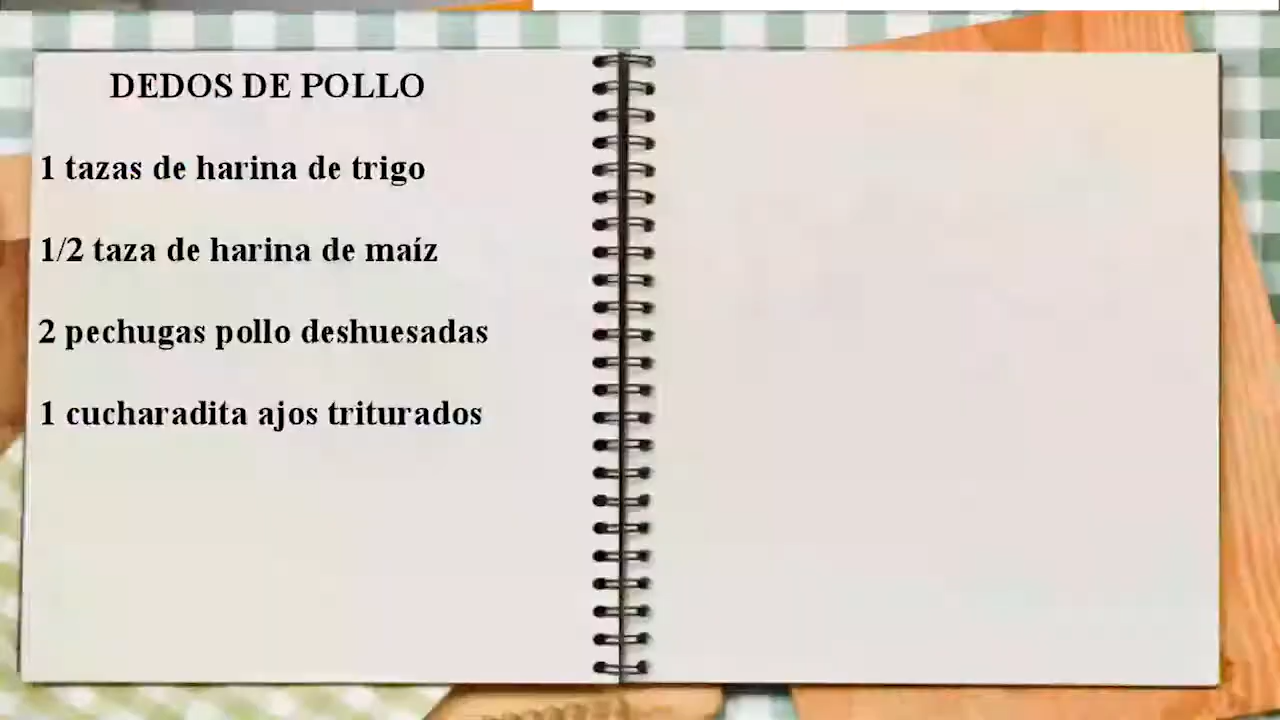 DEDOS DE POLLO
1 tazas de harina de trigo
1/2 taza de harina de maíz
2 pechugas pollo deshuesadas
1 cucharadita ajos triturados